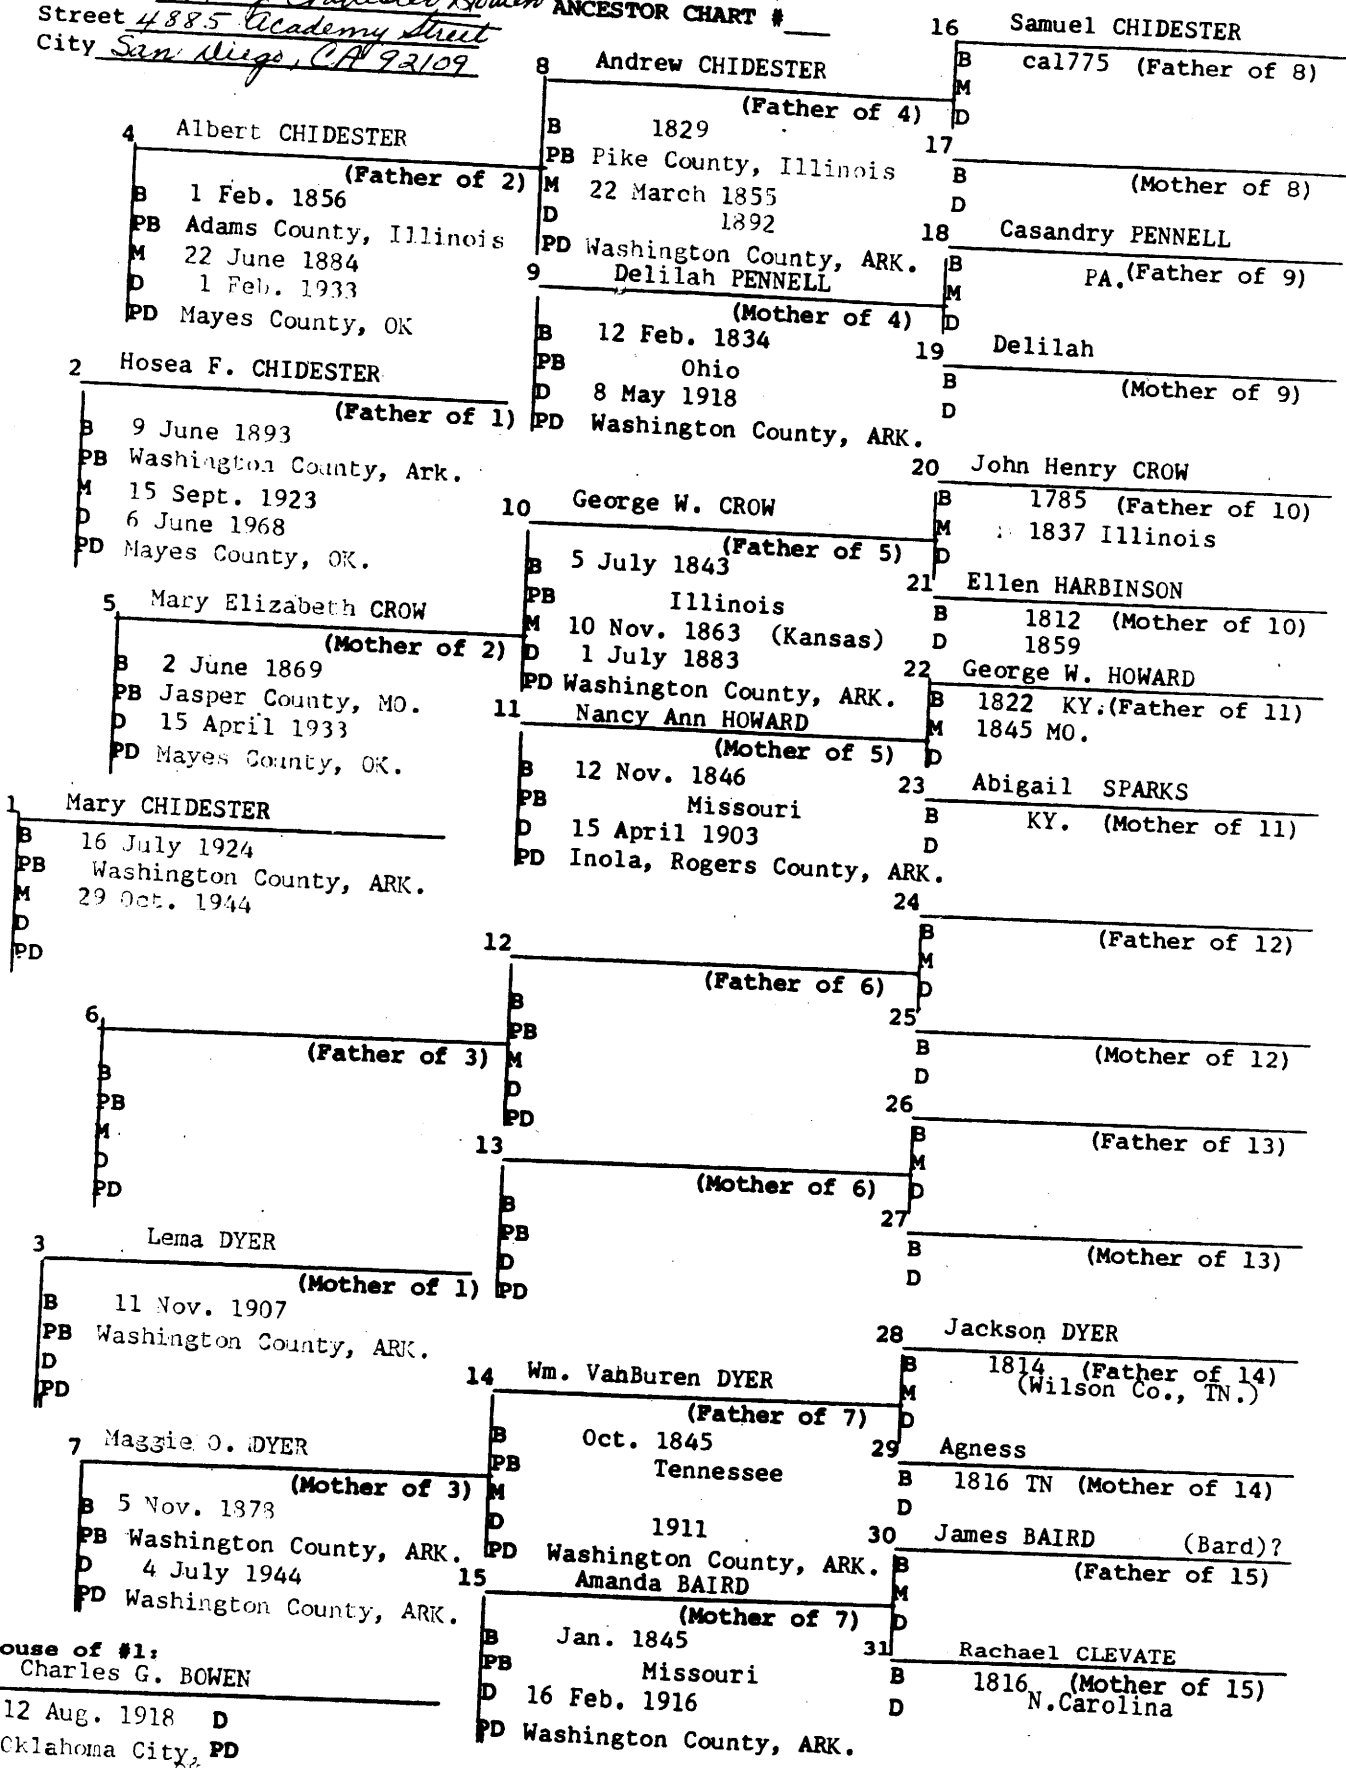 Bowen ANCESTOR CHART #
Street 4885 Academy Street
City San Diego, CA 92109
16 Samuel CHIDESTER
B ca1775 (Father of 8)
M
D
8 Andrew CHIDESTER
(Father of 4)
B 1829
PB Pike County, Illinois
M 22 March 1855
D 1892
PD Washington County, ARK.
17
B (Mother of 8)
D
4 Albert CHIDESTER
(Father of 2)
B 1 Feb. 1856
PB Adams County, Illinois
M 22 June 1884
D 1 Feb. 1933
PD Mayes County, OK
18 Casandry PENNELL
B PA. (Father of 9)
M
D
9 Delilah PENNELL
(Mother of 4)
B 12 Feb. 1834
PB Ohio
D 8 May 1918
PD Washington County, ARK.
19 Delilah
B (Mother of 9)
D
2 Hosea F. CHIDESTER
(Father of 1)
B 9 June 1893
PB Washington County, Ark.
M 15 Sept. 1923
D 6 June 1968
PD Mayes County, OK.
20 John Henry CROW
B 1785 (Father of 10)
M 1837 Illinois
D
10 George W. CROW
(Father of 5)
B 5 July 1843
PB Illinois
M 10 Nov. 1863 (Kansas)
D 1 July 1883
PD Washington County, ARK.
21 Ellen HARBINSON
B 1812 (Mother of 10)
D 1859
5 Mary Elizabeth CROW
(Mother of 2)
B 2 June 1869
PB Jasper County, MO.
D 15 April 1933
PD Mayes County, OK.
22 George W. HOWARD
B 1822 KY. (Father of 11)
M 1845 MO.
D
11 Nancy Ann HOWARD
(Mother of 5)
B 12 Nov. 1846
PB Missouri
D 15 April 1903
PD Inola, Rogers County, ARK.
23 Abigail SPARKS
B KY. (Mother of 11)
D
1 Mary CHIDESTER
B 16 July 1924
PB Washington County, ARK.
M 29 Oct. 1944
D
PD
24
B (Father of 12)
M
D
12
(Father of 6)
B
PB
M
D
PD
25
B (Mother of 12)
D
6
(Father of 3)
B
PB
M
D
PD
26
B (Father of 13)
M
D
13
(Mother of 6)
B
PB
D
PD
27
B (Mother of 13)
D
3 Lema DYER
(Mother of 1)
B 11 Nov. 1907
PB Washington County, ARK.
D
PD
28 Jackson DYER
B 1814 (Father of 14)
(Wilson Co., TN.)
M
D
14 Wm. VanBuren DYER
(Father of 7)
B Oct. 1845
PB Tennessee
M
D 1911
PD Washington County, ARK.
29 Agness
B 1816 TN (Mother of 14)
D
7 Maggie O. DYER
(Mother of 3)
B 5 Nov. 1878
PB Washington County, ARK.
D 4 July 1944
PD Washington County, ARK.
30 James BAIRD (Bard)?
B (Father of 15)
M
D
15 Amanda BAIRD
(Mother of 7)
B Jan. 1845
PB Missouri
D 16 Feb. 1916
PD Washington County, ARK.
31 Rachael CLEVATE
B 1816 (Mother of 15)
N.Carolina
D
ouse of #1:
Charles G. BOWEN
12 Aug. 1918 D
Oklahoma City, PD